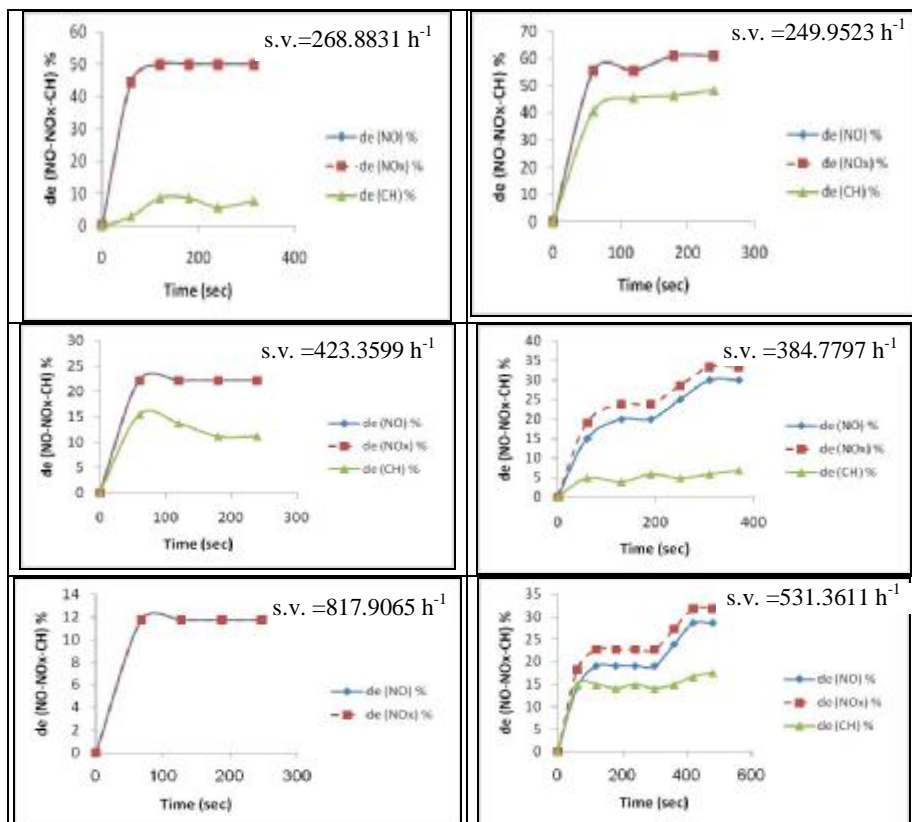 s.v.=268.8831 h-1
de (NO-NOx-CH) %
60
50
40
30
20
10
0
0 200 400
Time (sec)
de (NO) %
de (NOx) %
de (CH) %
s.v. =249.9523 h-1
de (NO-NOx-CH) %
70
60
50
40
30
20
10
0
0 100 200 300
Time (sec)
de (NO) %
de (NOx) %
de (CH) %
s.v. =423.3599 h-1
de (NO-NOx-CH) %
30
25
20
15
10
5
0
0 100 200 300
Time (sec)
de (NO) %
de (NOx) %
de (CH) %
s.v. =384.7797 h-1
de (NO-NOx-CH) %
40
35
30
25
20
15
10
5
0
0 200 400
Time (sec)
de (NO) %
de (NOx) %
de (CH) %
s.v. =817.9065 h-1
de (NO-NOx-CH) %
14
12
10
8
6
4
2
0
0 100 200 300
Time (sec)
de (NO) %
de (NOx) %
s.v. =531.3611 h-1
de (NO-NOx-CH) %
35
30
25
20
15
10
5
0
0 200 400 600
Time (sec)
de (NO) %
de (NOx) %
de (CH) %